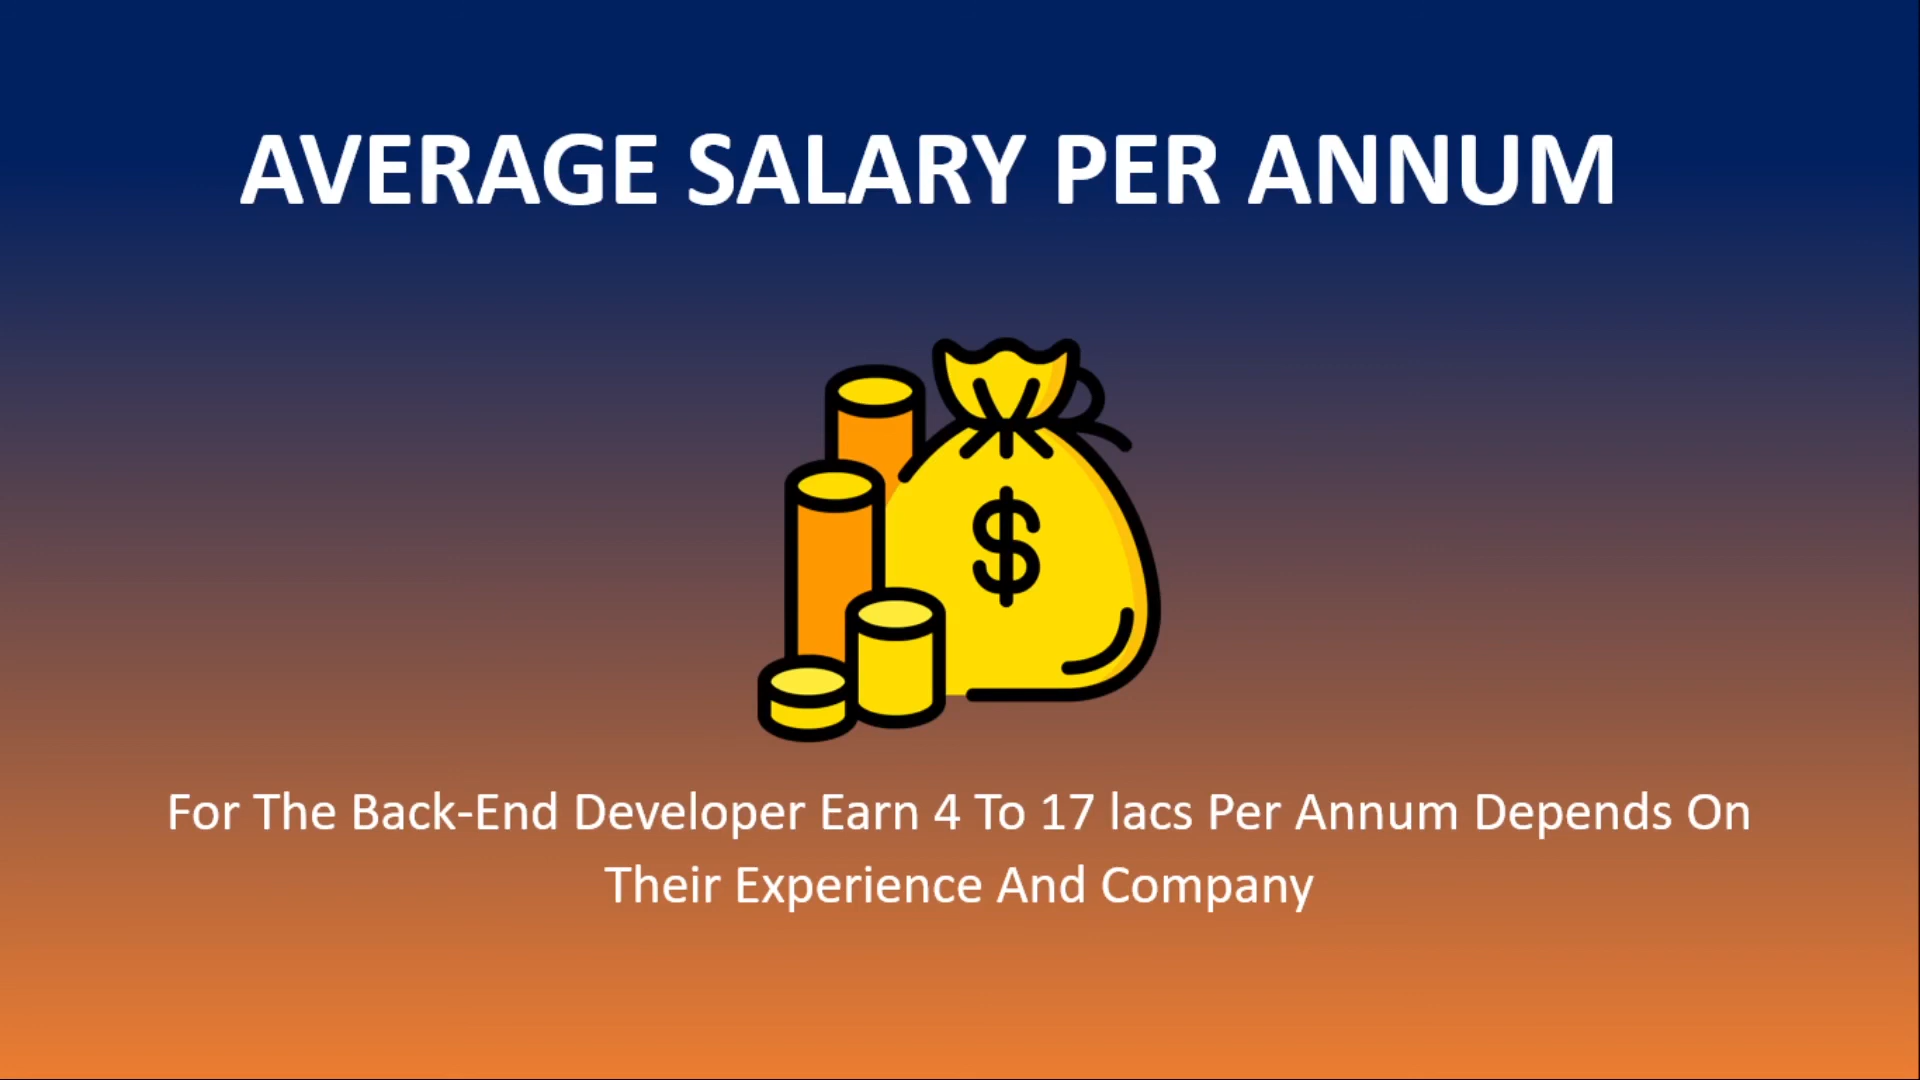 AVERAGE SALARY PER ANNUM
$
For The Back-End Developer Earn 4 To 17 lacs Per Annum Depends On
Their Experience And Company